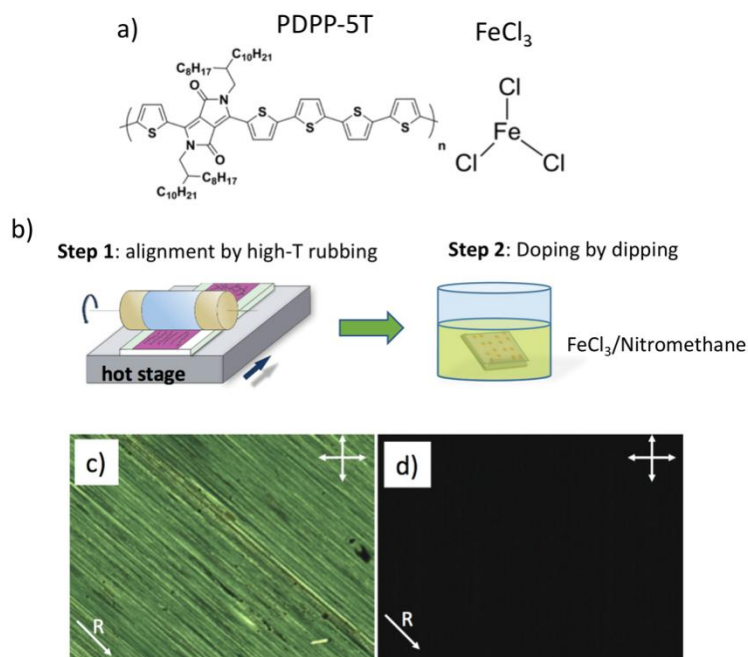 a) PDPP-5T FeCl3
C10H21
C8H17
O N
S S S S S
n
N O
C8H17
C10H21
Cl
Fe
Cl Cl
b)
Step 1: alignment by high-T rubbing
Step 2: Doping by dipping
hot stage
FeCl3/Nitromethane
c) d)
R R